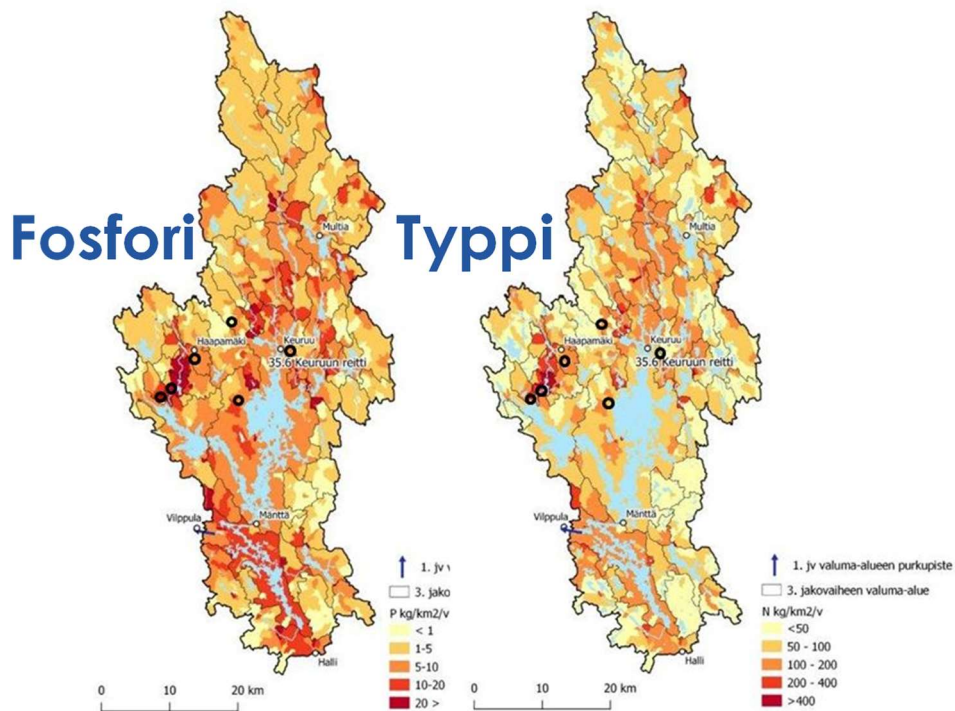 Fosfori
Multia
Haapamäki
Keuruu
35.6 Keuruun reitti
Vilppula
Mänttä
Halli
1. jv v
3. jako
P kg/km2/v
< 1
1-5
5-10
10-20
20 >
0 10 20 km
Typpi
Multia
Haapamäki
Keuruu
35.6 Keuruun reitti
Vilppula
Mänttä
Halli
1. jv valuma-alueen purkupiste
3. jakovaiheen valuma-alue
N kg/km2/v
<50
50 - 100
100 - 200
200 - 400
>400
0 10 20 km